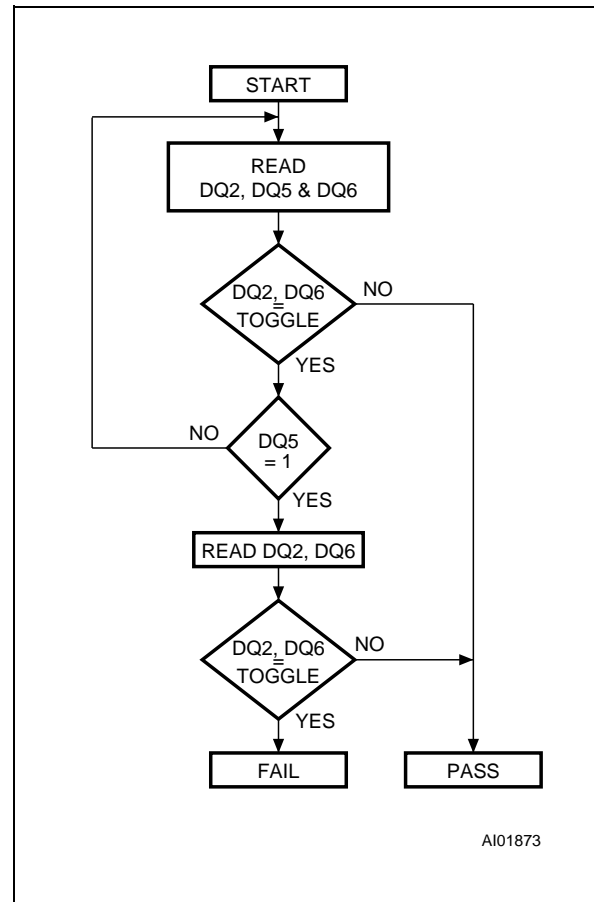 START
READ
DQ2, DQ5 & DQ6
DQ2, DQ6
=
TOGGLE
NO
YES
NO
DQ5
= 1
YES
READ DQ2, DQ6
DQ2, DQ6
=
TOGGLE
NO
YES
FAIL
PASS
AI01873